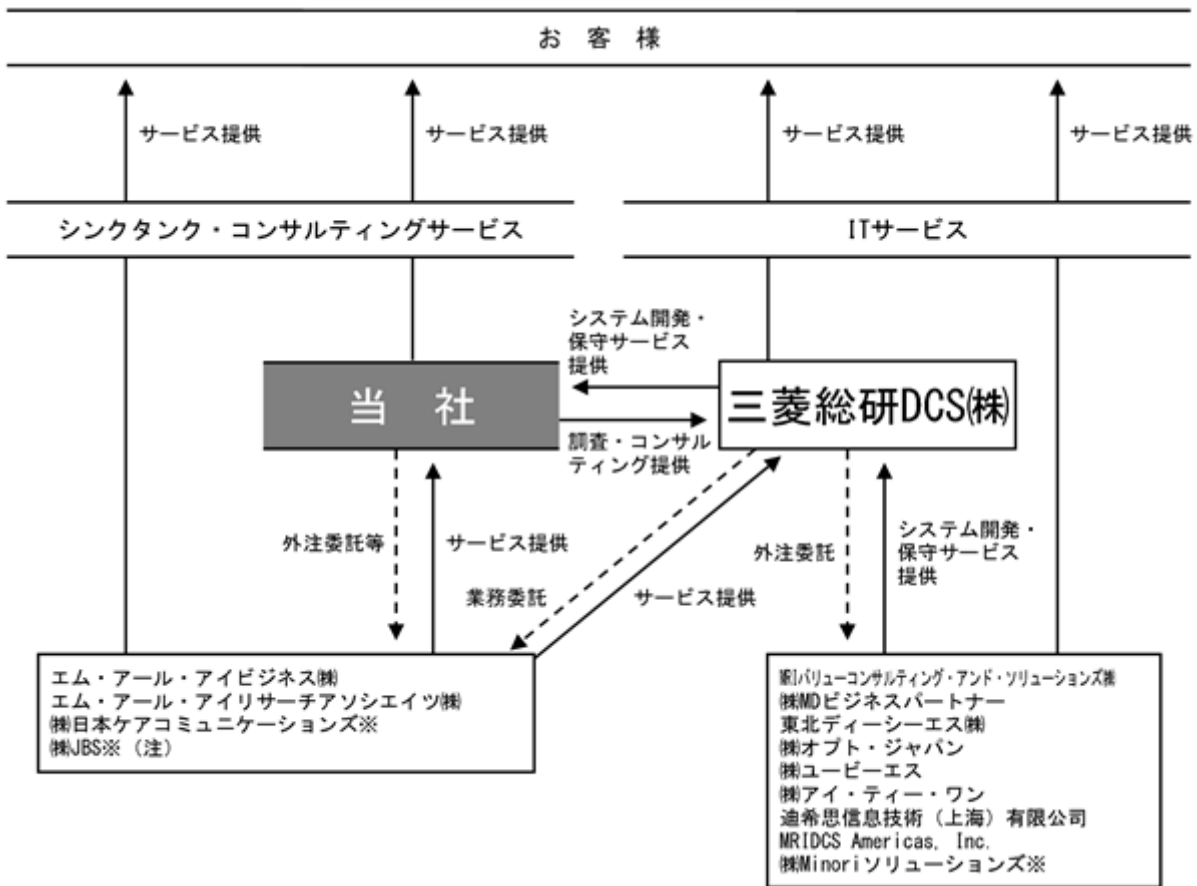 お 客 様
サービス提供
サービス提供
サービス提供
サービス提供
シンクタンク・コンサルティングサービス
ITサービス
システム開発・
保守サービス
提供
当 社
三菱総研DCS㈱
調査・コンサル
ティング提供
外注委託等
サービス提供
業務委託
サービス提供
外注委託
システム開発・
保守サービス
提供
エム・アール・アイビジネス㈱
エム・アール・アイリサーチアソシエイツ㈱
㈱日本ケアコミュニケーションズ※
㈱JBS※（注）
MRIバリューコンサルティング・アンド・ソリューションズ㈱
㈱MDビジネスパートナー
東北ディーシーエス㈱
㈱オプト・ジャパン
㈱ユービーエス
㈱アイ・ティー・ワン
迪希思信息技術（上海）有限公司
MRIDCS Americas, Inc.
㈱Minoriソリューションズ※